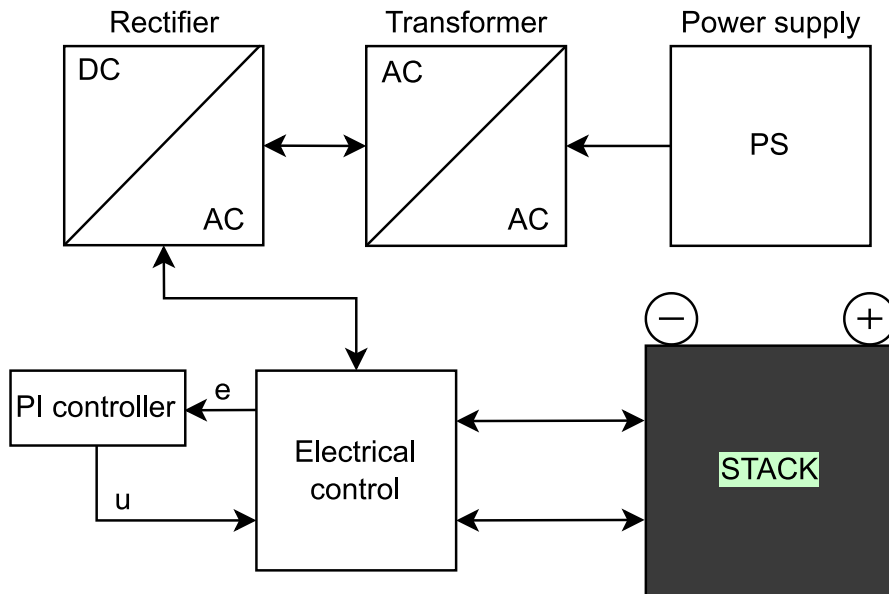 Rectifier
Transformer
Power supply
DC
AC
AC
AC
PS
−
+
PI controller
e
u
Electrical
control
STACK